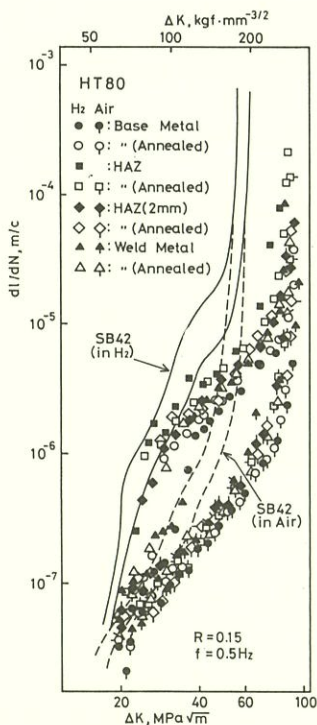 ΔK, kgf·mm⁻³ᐟ²
50 100 200
10⁻³
HT80
H₂ Air
: Base Metal
: " (Annealed)
: HAZ
: " (Annealed)
: HAZ(2mm)
: " (Annealed)
: Weld Metal
: " (Annealed)
10⁻⁴
dl/dN, m/c
10⁻⁵
SB42
(in H₂)
10⁻⁶
SB42
(in Air)
10⁻⁷
R = 0.15
f = 0.5Hz
20 40 60 100
ΔK, MPa√m